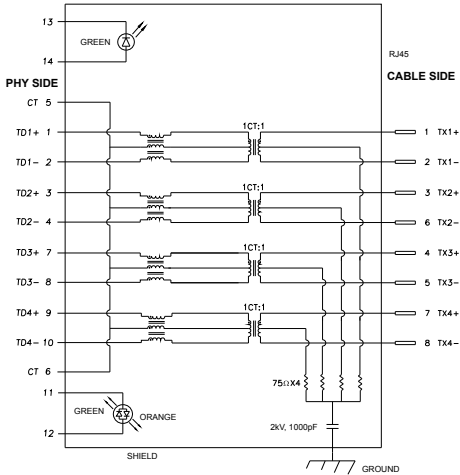 13
GREEN
14
RJ45
PHY SIDE
CABLE SIDE
CT 5
1CT:1
TD1+ 1
1 TX1+
TD1- 2
2 TX1-
1CT:1
TD2+ 3
3 TX2+
TD2- 4
6 TX2-
1CT:1
TD3+ 7
4 TX3+
TD3- 8
5 TX3-
1CT:1
TD4+ 9
7 TX4+
TD4- 10
8 TX4-
CT 6
75ΩX4
11
GREEN
ORANGE
12
2kV, 1000pF
SHIELD
GROUND